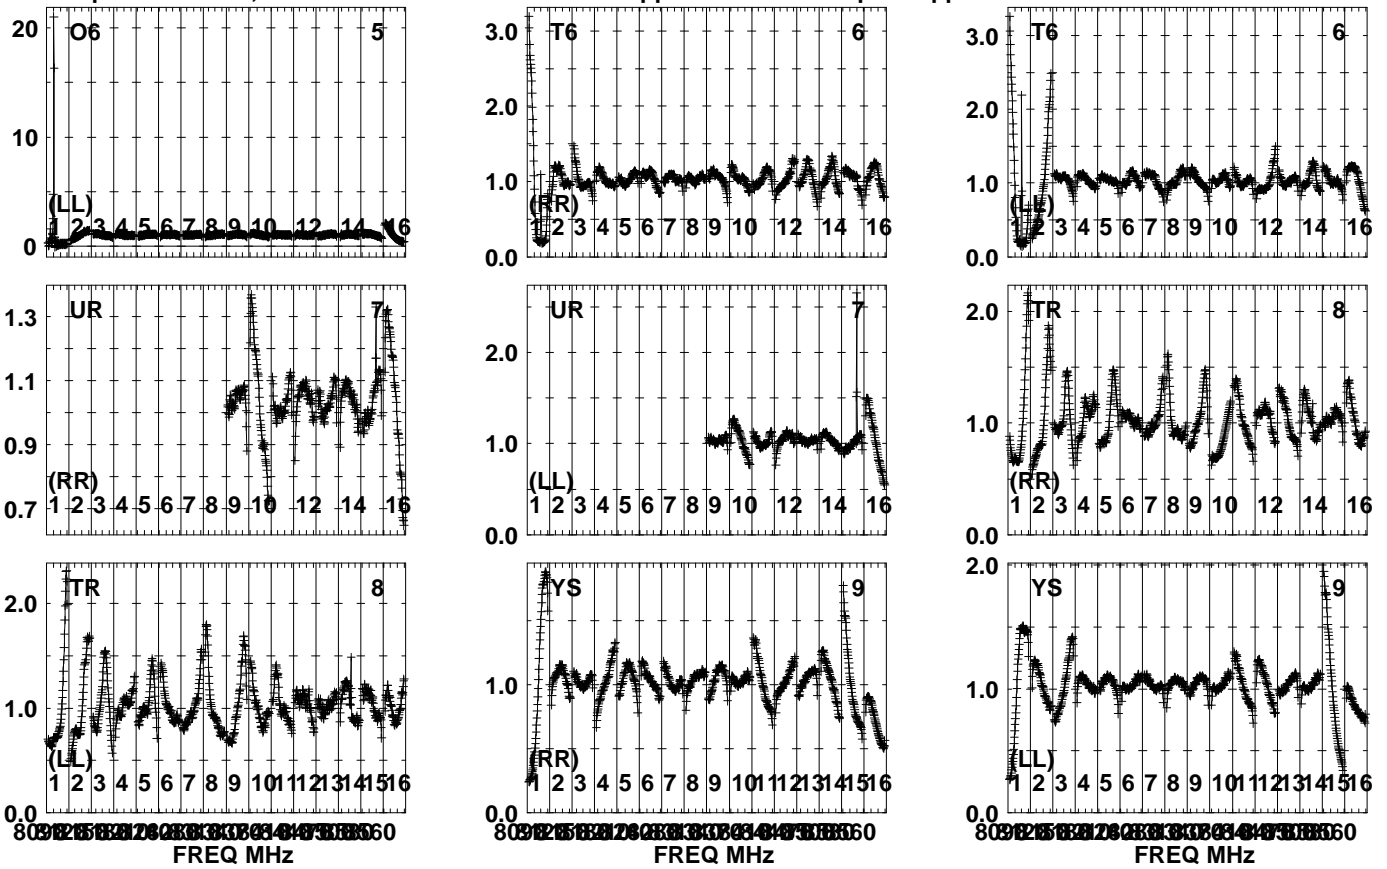 20 O6 5
10
(LL)
1 2 3 4 5 6 7 8 9 10 12 14 16
0
3.0 T6 6
2.0
1.0
(RR)
1 2 3 4 5 6 7 8 9 10 12 14 16
0.0
3.0 T6 6
2.0
1.0
(LL)
1 2 3 4 5 6 7 8 9 10 12 14 16
0.0
UR 7
1.3
1.1
0.9
(RR)
0.7 1 2 3 4 5 6 7 8 9 10 12 14 16
UR 7
2.0
1.0
(LL)
1 2 3 4 5 6 7 8 9 10 12 14 16
0.0
2.0 TR 8
1.0
(RR)
1 2 3 4 5 6 7 8 9 10 12 14 16
0.0
TR 8
2.0
1.0
(LL)
1 2 3 4 5 6 7 8 9 10 11 12 13 14 15 16
0.0
FREQ MHz
YS 9
1.0
(RR)
1 2 3 4 5 6 7 8 9 10 11 12 13 14 15 16
0.0
FREQ MHz
2.0 YS 9
1.0
(LL)
1 2 3 4 5 6 7 8 9 10 11 12 13 14 15 16
0.0
FREQ MHz